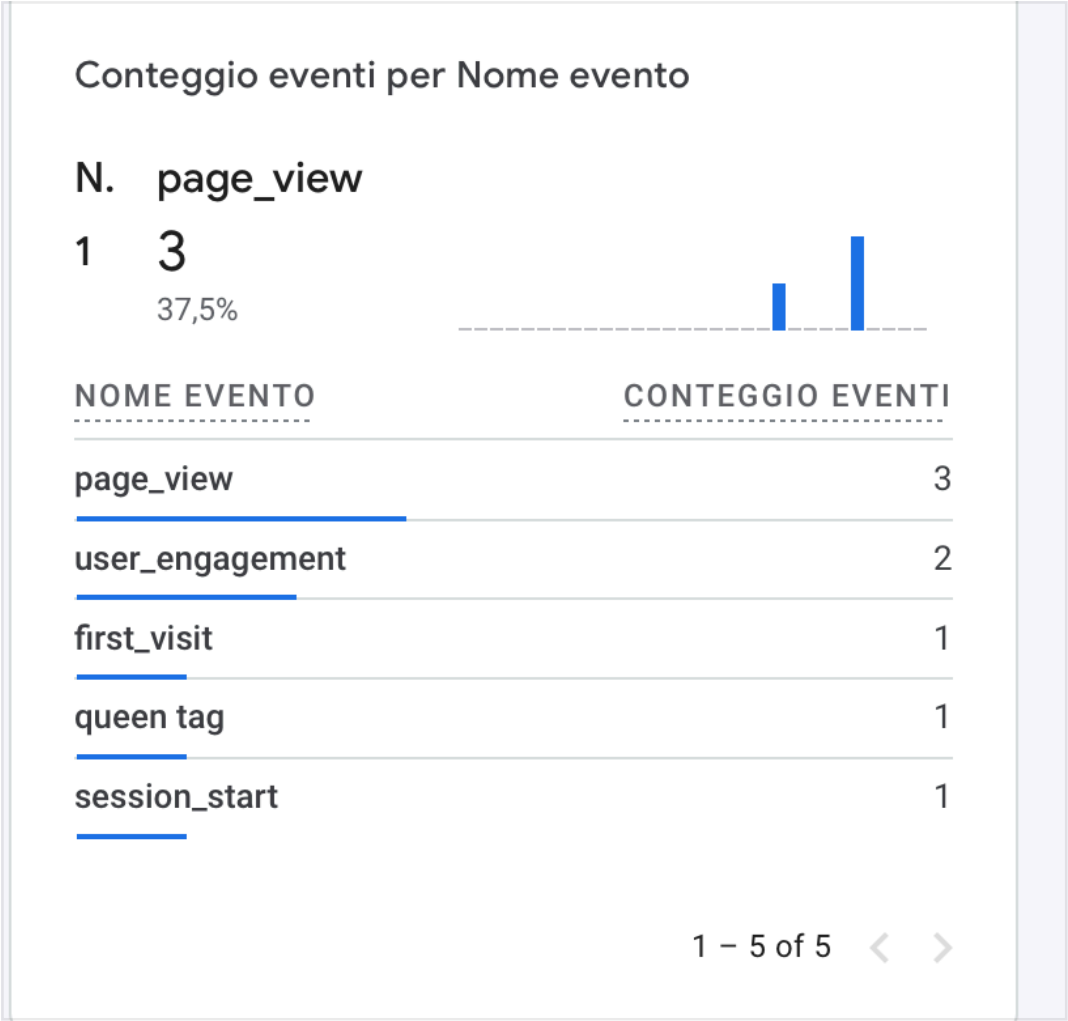 Conteggio eventi per Nome evento
N. page_view
1 3
37,5%
NOME EVENTO CONTEGGIO EVENTI
page_view 3
user_engagement 2
first_visit 1
queen tag 1
session_start 1
1 – 5 of 5